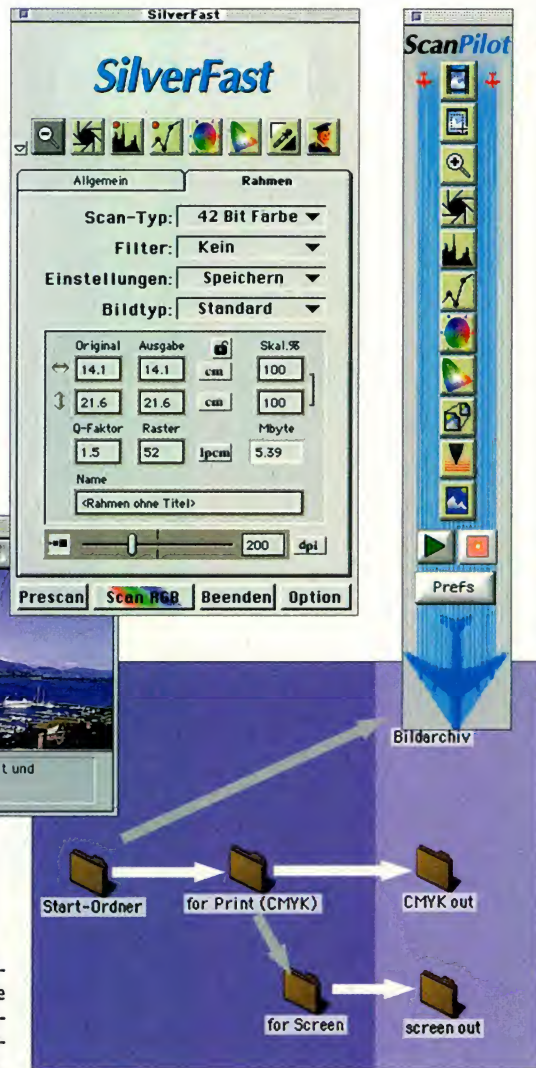 SilverFast
SilverFast
Allgemein Rahmen
Scan-Typ: 42 Bit Farbe
Filter: Kein
Einstellungen: Speichern
Bildtyp: Standard
Original Ausgabe Skal.%
14.1 14.1 cm 100
21.6 21.6 cm 100
Q-Faktor Raster Mbyte
1.5 52 lpcm 5.39
Name
<Rahmen ohne Titel>
200 dpi
Prescan Scan RGB Beenden Option
ScanPilot
Prefs
t und
Bildarchiv
Start-Ordner for Print (CMYK) CMYK out
for Screen screen out
-
e
-
-